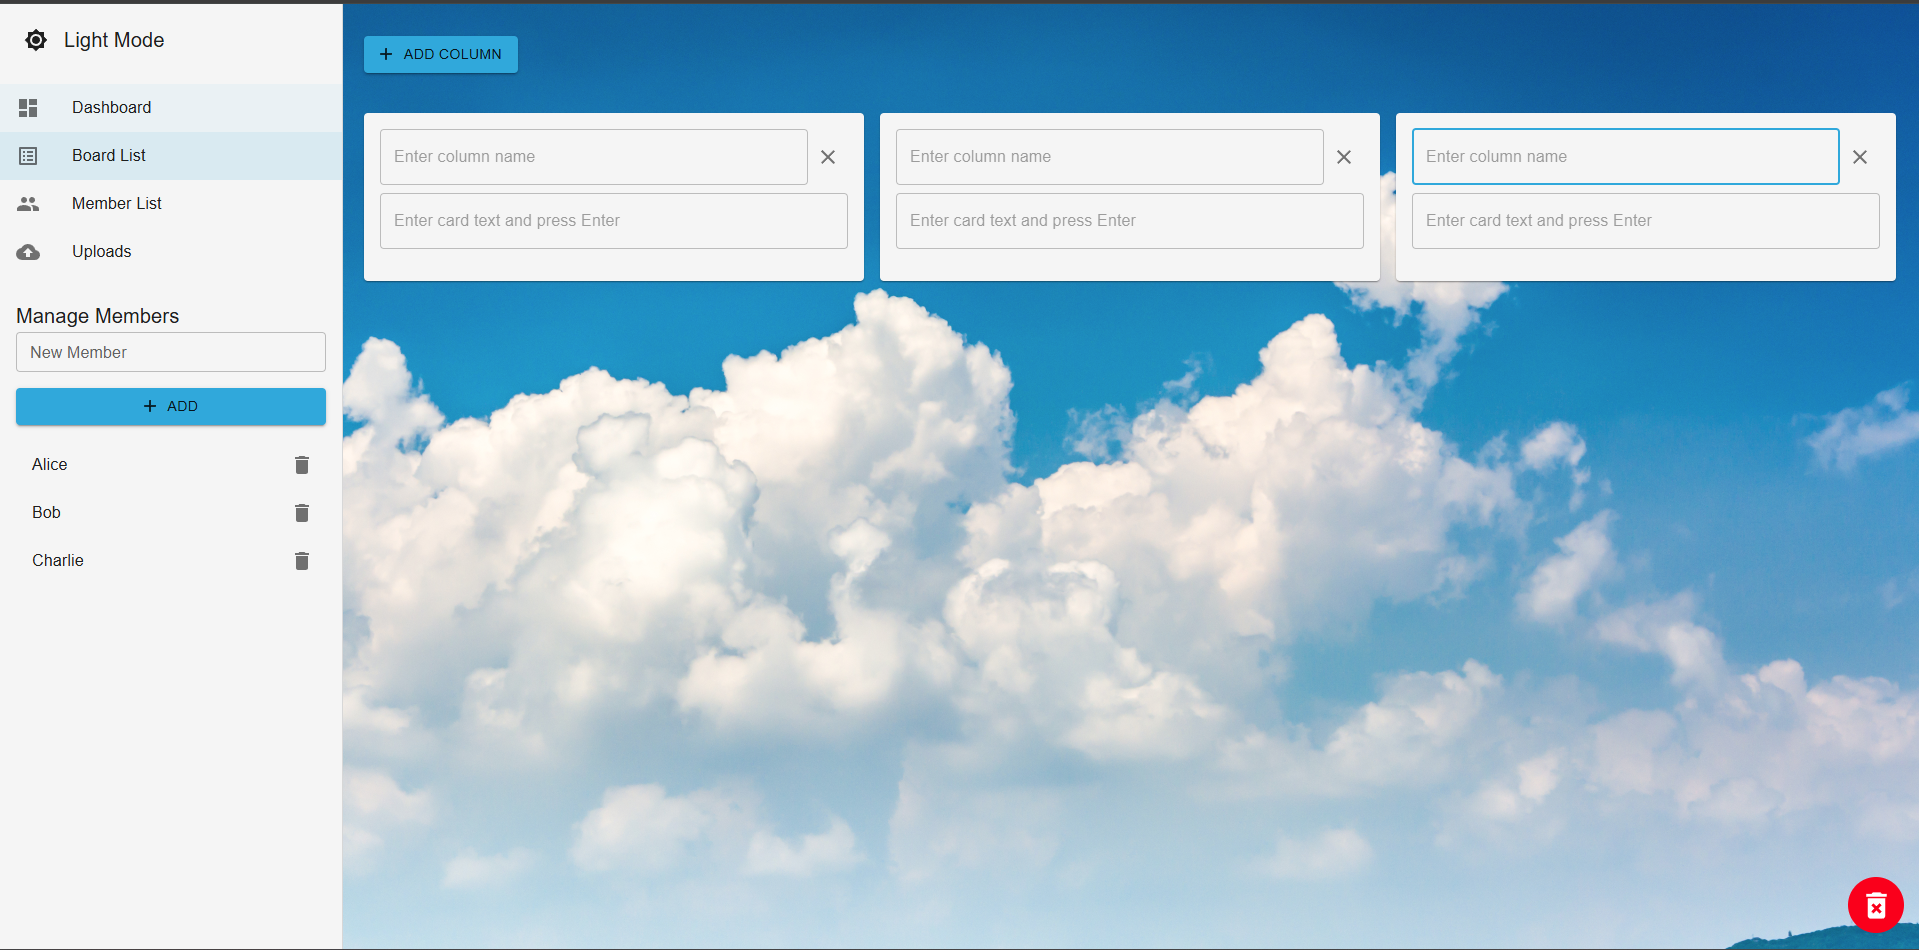 Light Mode
Dashboard
Board List
Member List
Uploads
Manage Members
New Member
ADD
Alice
Bob
Charlie
ADD COLUMN
Enter column name
Enter card text and press Enter
Enter column name
Enter card text and press Enter
Enter column name
Enter card text and press Enter